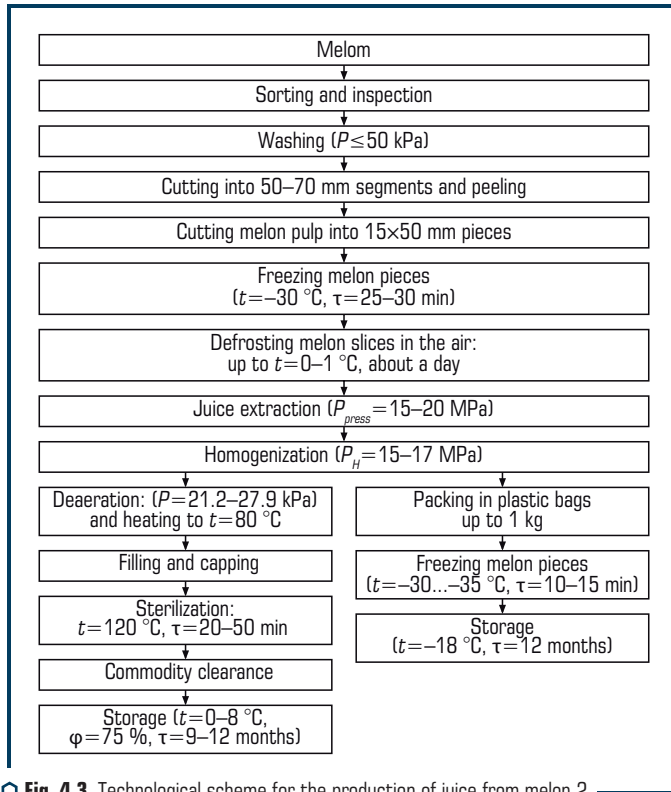 Melom
Sorting and inspection
Washing (P≤50 kPa)
Cutting into 50–70 mm segments and peeling
Cutting melon pulp into 15×50 mm pieces
Freezing melon pieces
(t=–30 °C, τ=25–30 min)
Defrosting melon slices in the air:
up to t=0–1 °C, about a day
Juice extraction (Ppress=15–20 MPa)
Homogenization (PH=15–17 MPa)
Deaeration: (P=21.2–27.9 kPa)
and heating to t=80 °C
Filling and capping
Sterilization:
t=120 °C, τ=20–50 min
Commodity clearance
Storage (t=0–8 °C,
φ=75 %, τ=9–12 months)
Packing in plastic bags
up to 1 kg
Freezing melon pieces
(t=–30...–35 °C, τ=10–15 min)
Storage
(t=–18 °C, τ=12 months)
Fig. 4.3 Technological scheme for the production of juice from melon 2